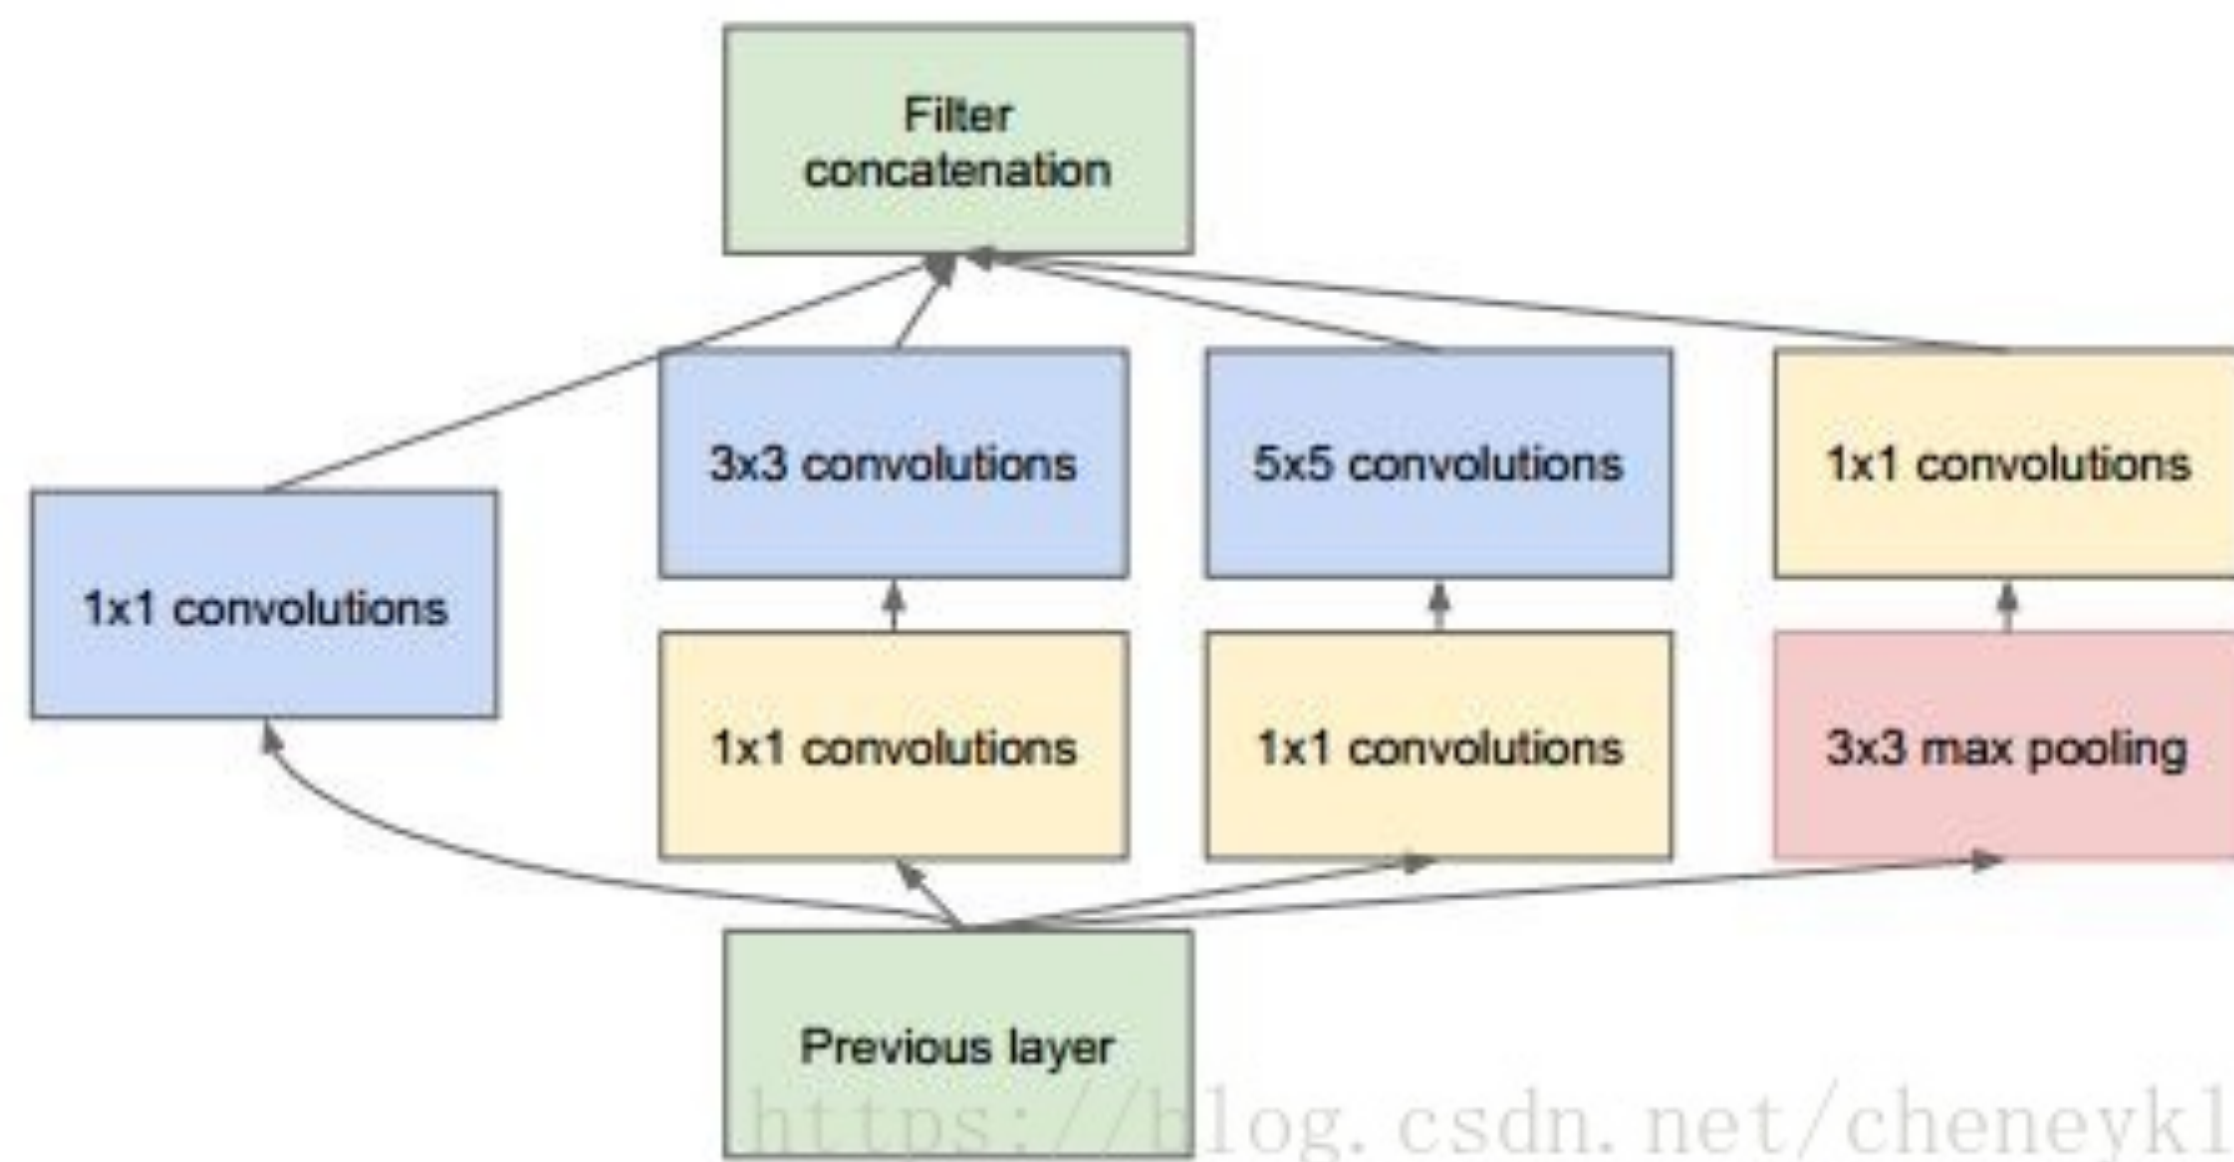 Filter
concatenation
3x3 convolutions
5x5 convolutions
1x1 convolutions
1x1 convolutions
1x1 convolutions
1x1 convolutions
3x3 max pooling
Previous layer
https://blog.csdn.net/cheneykl